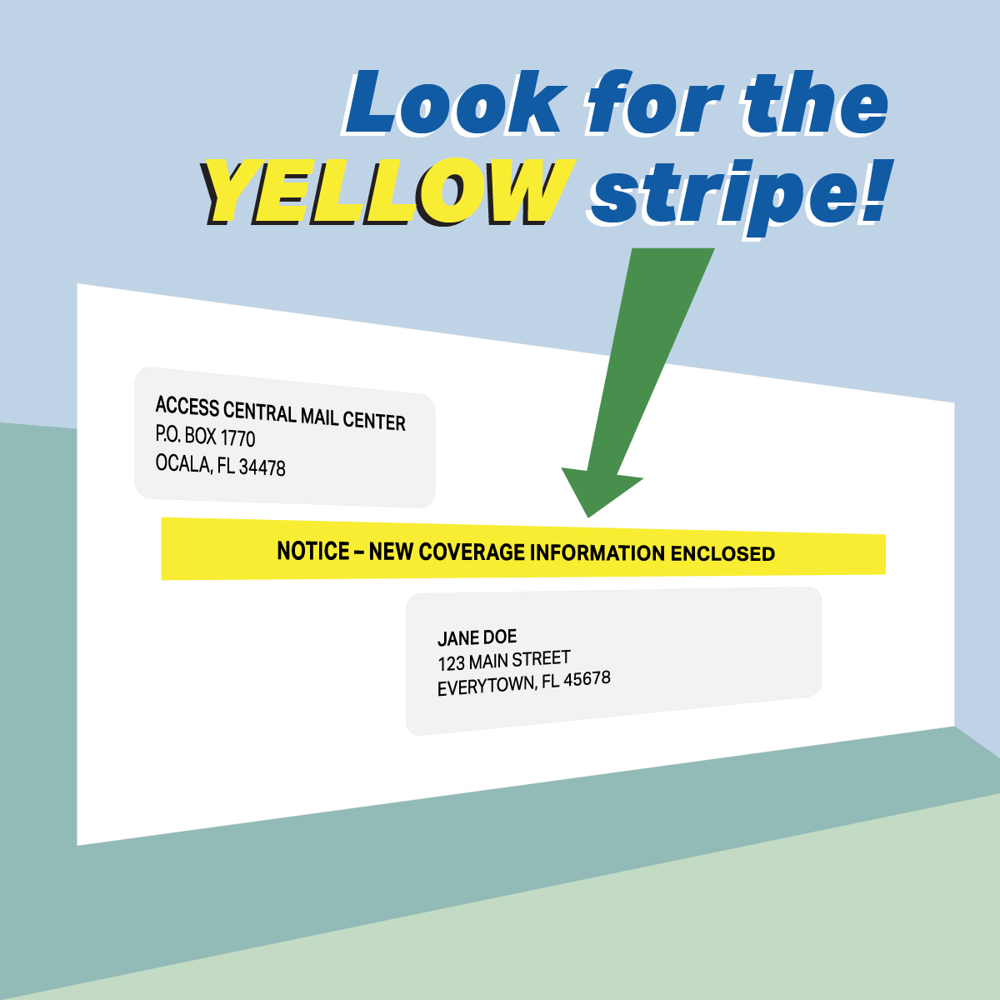 Look for the
YELLOW stripe!
ACCESS CENTRAL MAIL CENTER
P.O. BOX 1770
OCALA, FL 34478
NOTICE – NEW COVERAGE INFORMATION ENCLOSED
JANE DOE
123 MAIN STREET
EVERYTOWN, FL 45678